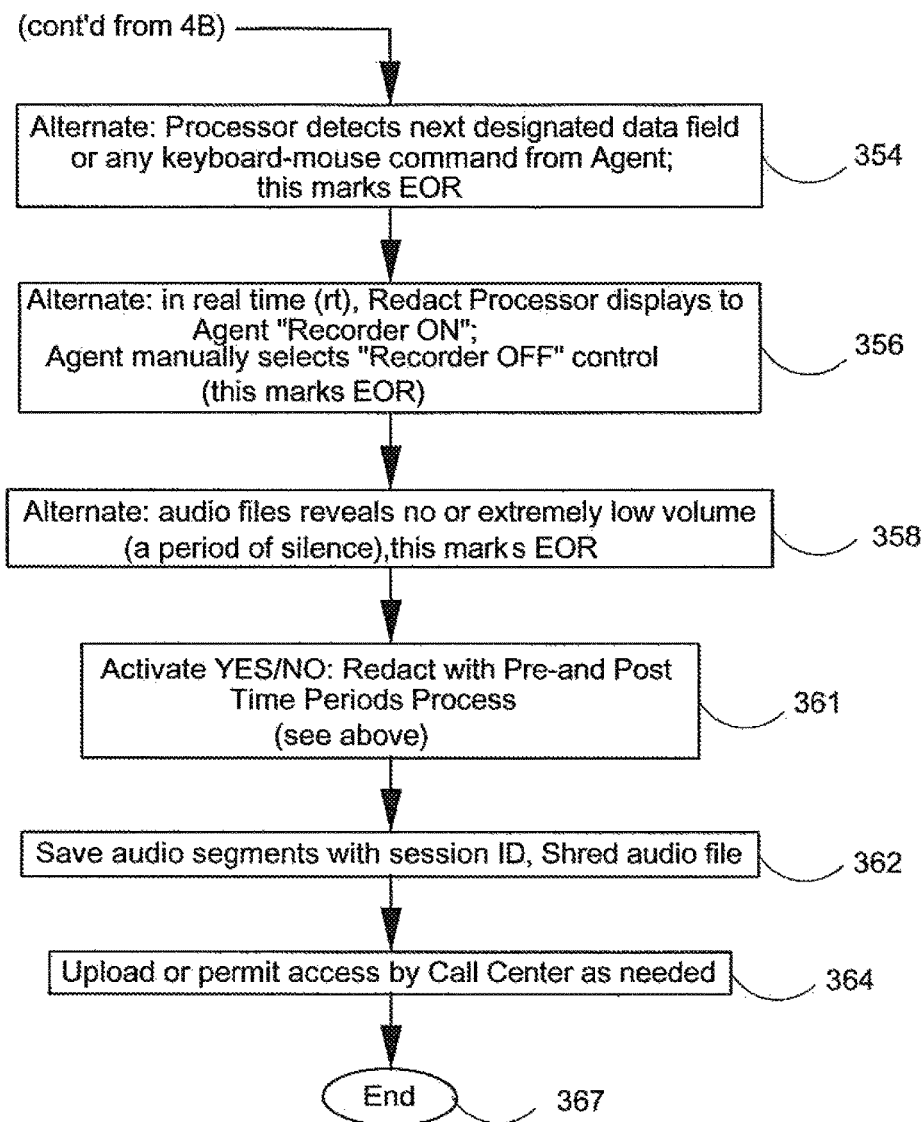 (cont'd from 4B)
Alternate: Processor detects next designated data field
or any keyboard-mouse command from Agent;
this marks EOR
354
Alternate: in real time (rt), Redact Processor displays to
Agent "Recorder ON";
Agent manually selects "Recorder OFF" control
(this marks EOR)
356
Alternate: audio files reveals no or extremely low volume
(a period of silence),this marks EOR
358
Activate YES/NO: Redact with Pre-and Post
Time Periods Process
(see above)
361
Save audio segments with session ID, Shred audio file
362
Upload or permit access by Call Center as needed
364
End
367